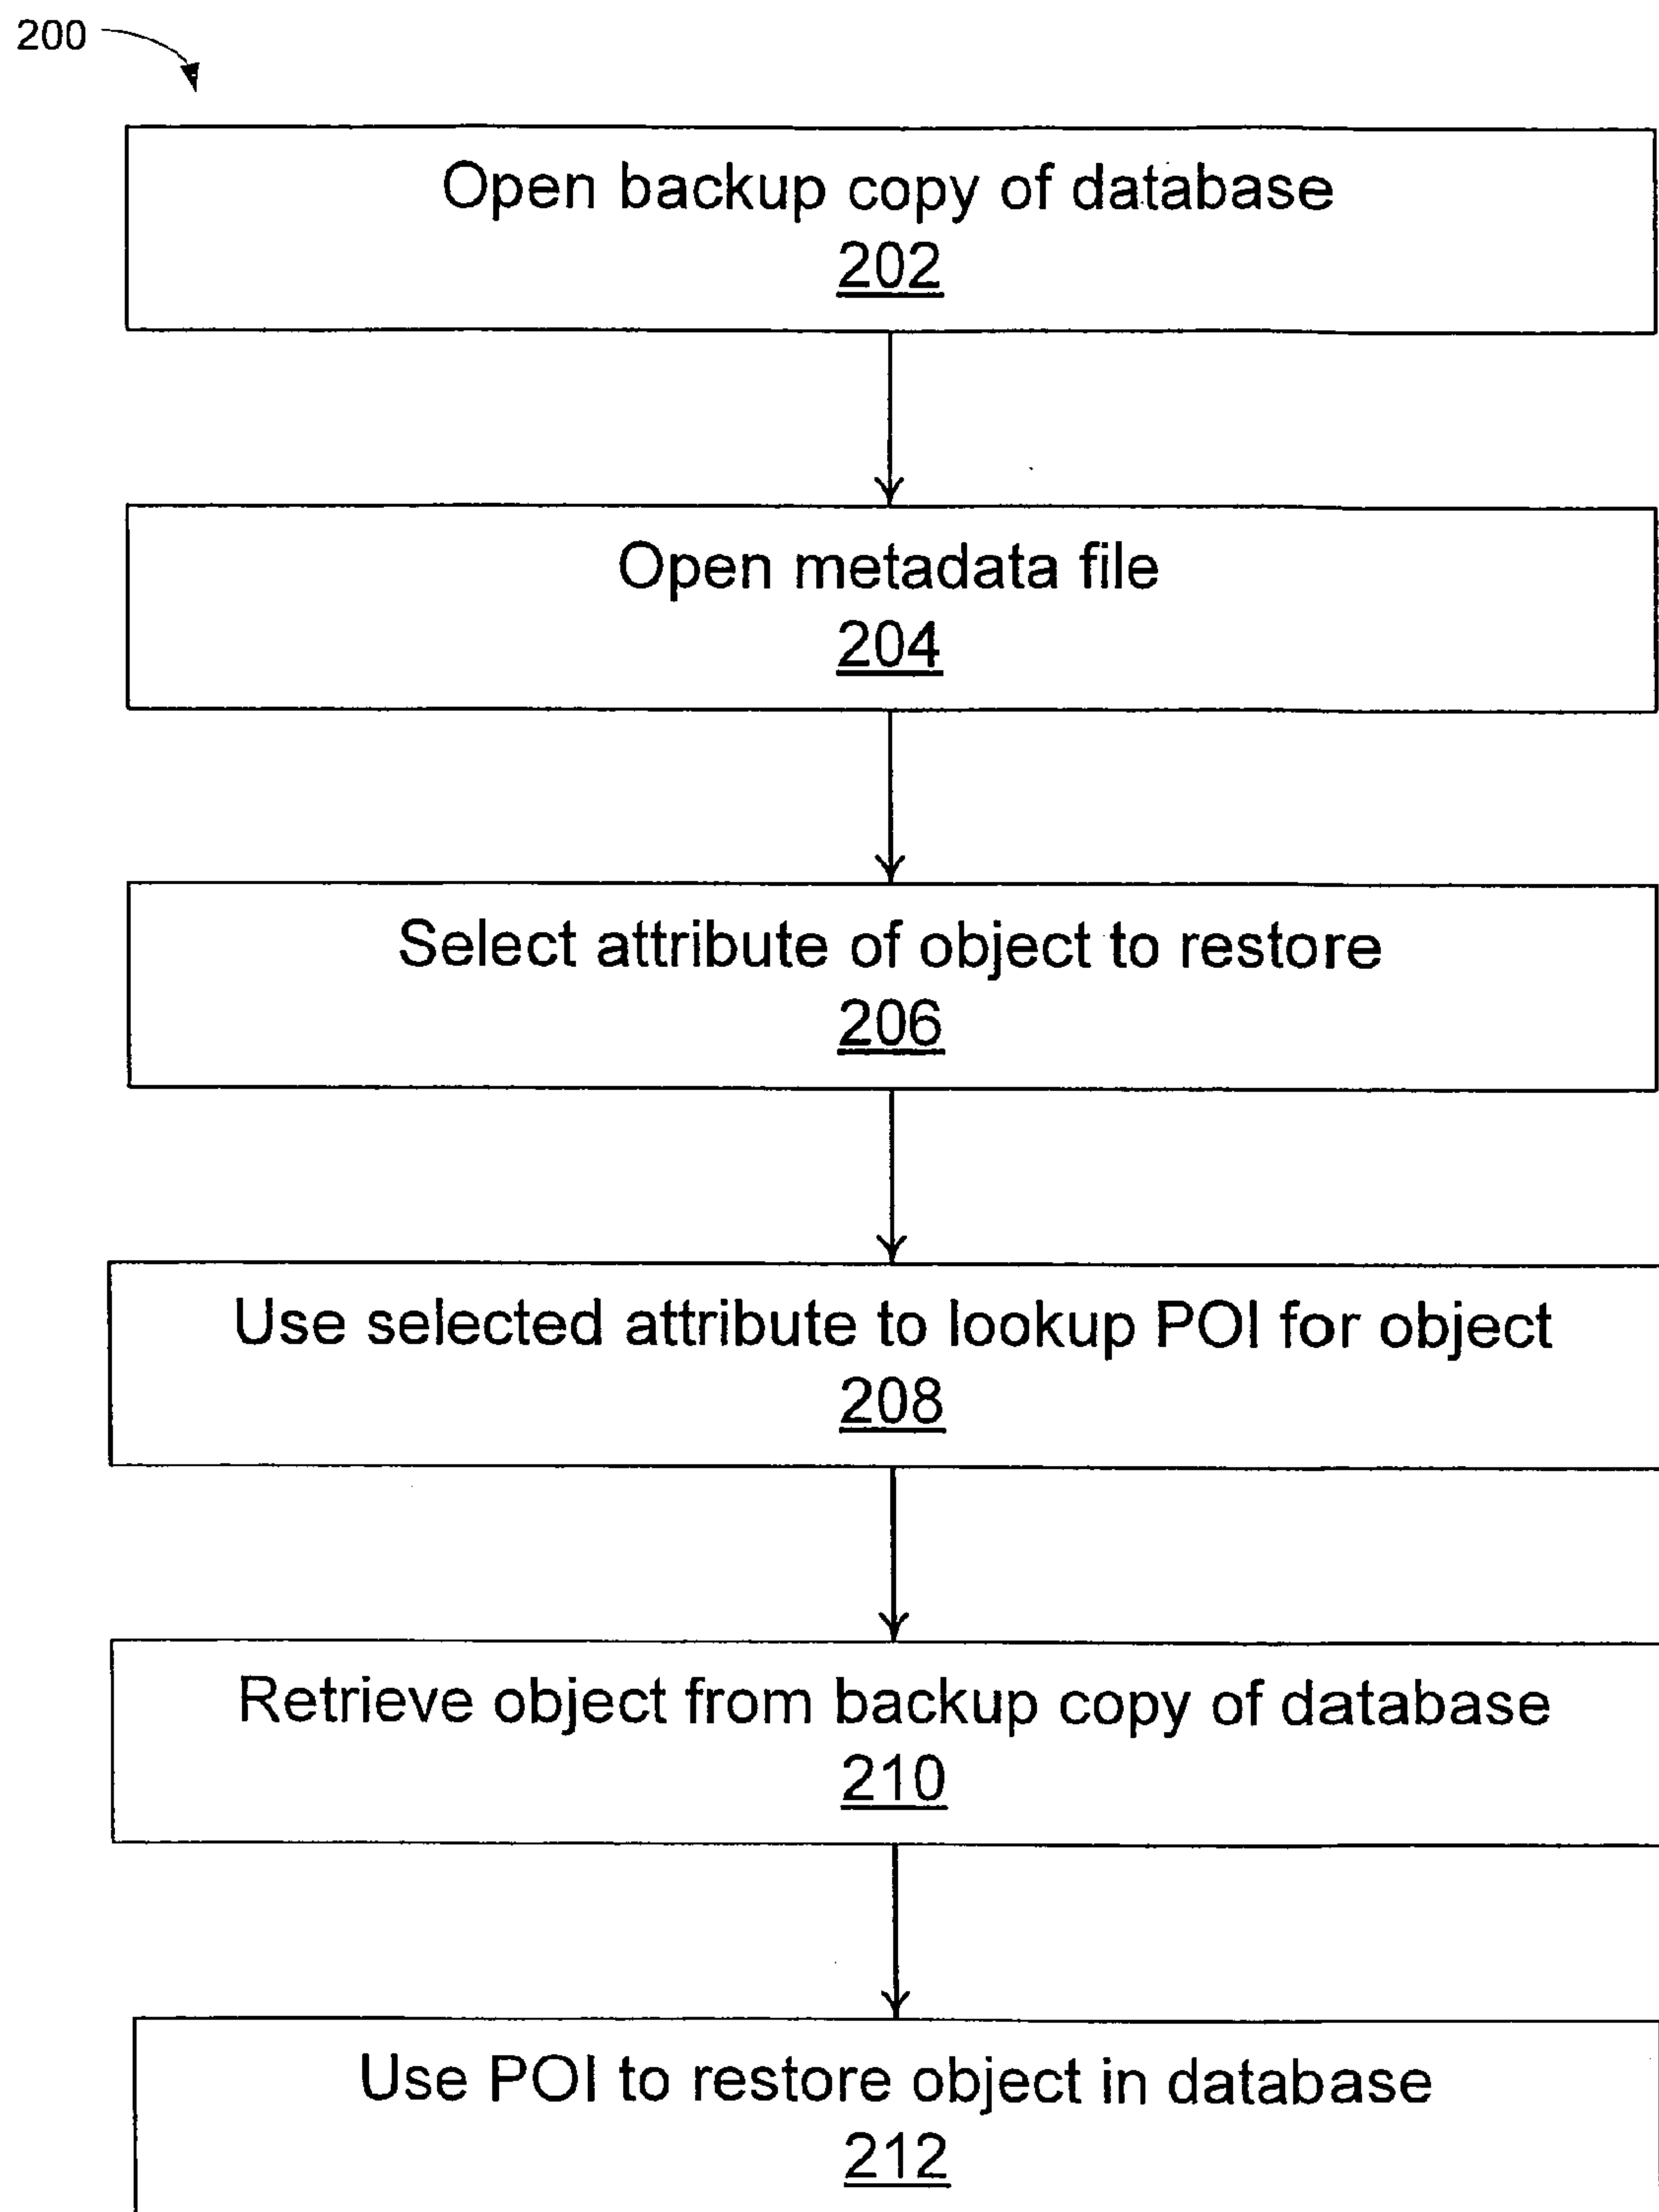 200
Open backup copy of database
202
Open metadata file
204
Select attribute of object to restore
206
Use selected attribute to lookup POI for object
208
Retrieve object from backup copy of database
210
Use POI to restore object in database
212